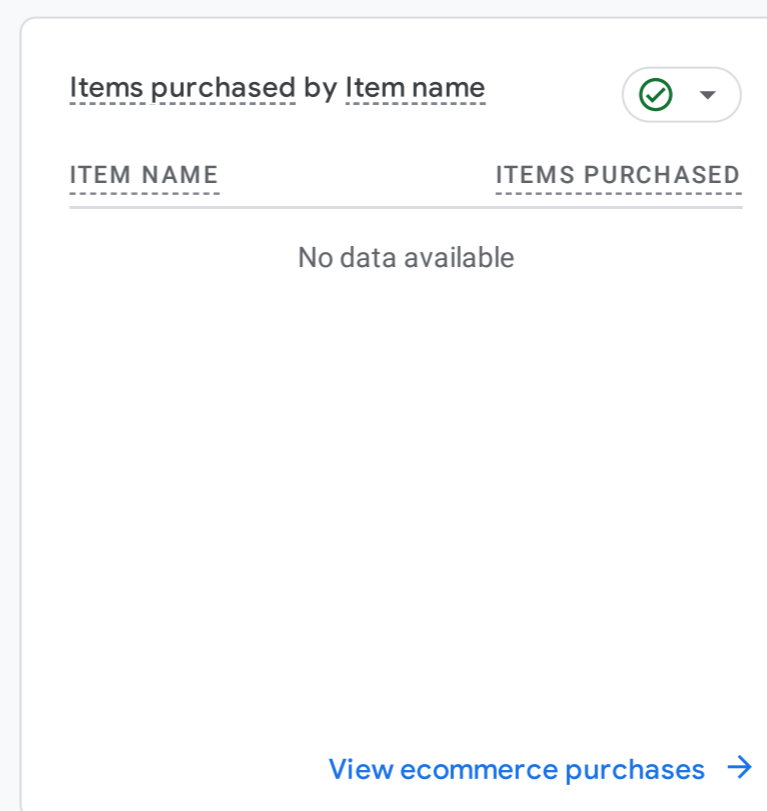 Items purchased by Item name
ITEM NAME ITEMS PURCHASED
No data available
View ecommerce purchases